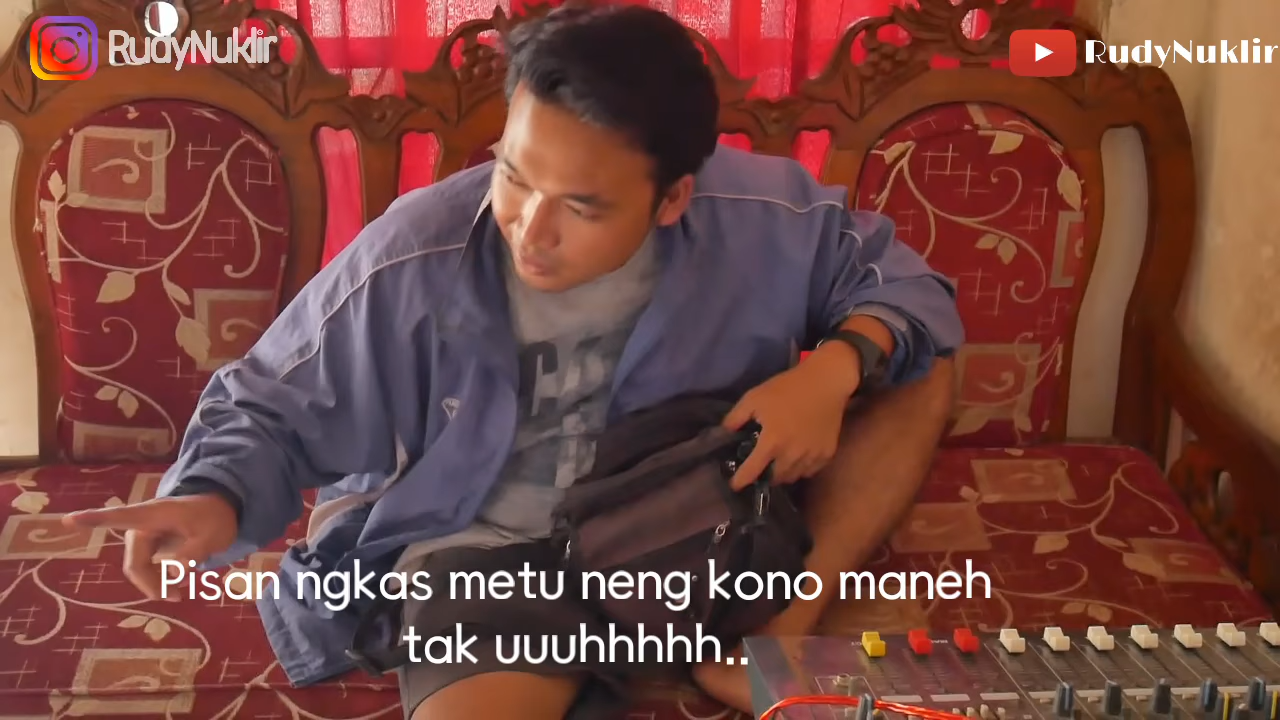 RudyNuklir
RudyNuklir
Pisan ngkas metu neng kono maneh
tak uuuhhhhh..